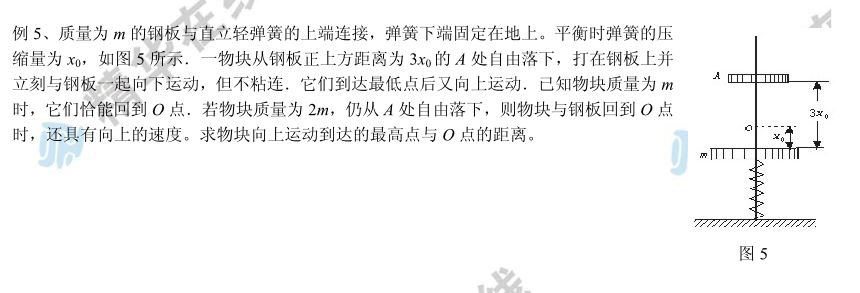 例 5、质量为 m 的钢板与直立轻弹簧的上端连接，弹簧下端固定在地上。平衡时弹簧的压
缩量为 x₀，如图 5 所示．一物块从钢板正上方距离为 3x₀ 的 A 处自由落下，打在钢板上并
立刻与钢板一起向下运动，但不粘连．它们到达最低点后又向上运动．已知物块质量为 m
时，它们恰能回到 O 点．若物块质量为 2m，仍从 A 处自由落下，则物块与钢板回到 O 点
时，还具有向上的速度。求物块向上运动到达的最高点与 O 点的距离。
A
3x₀
O
x₀
m
图 5
精华在线